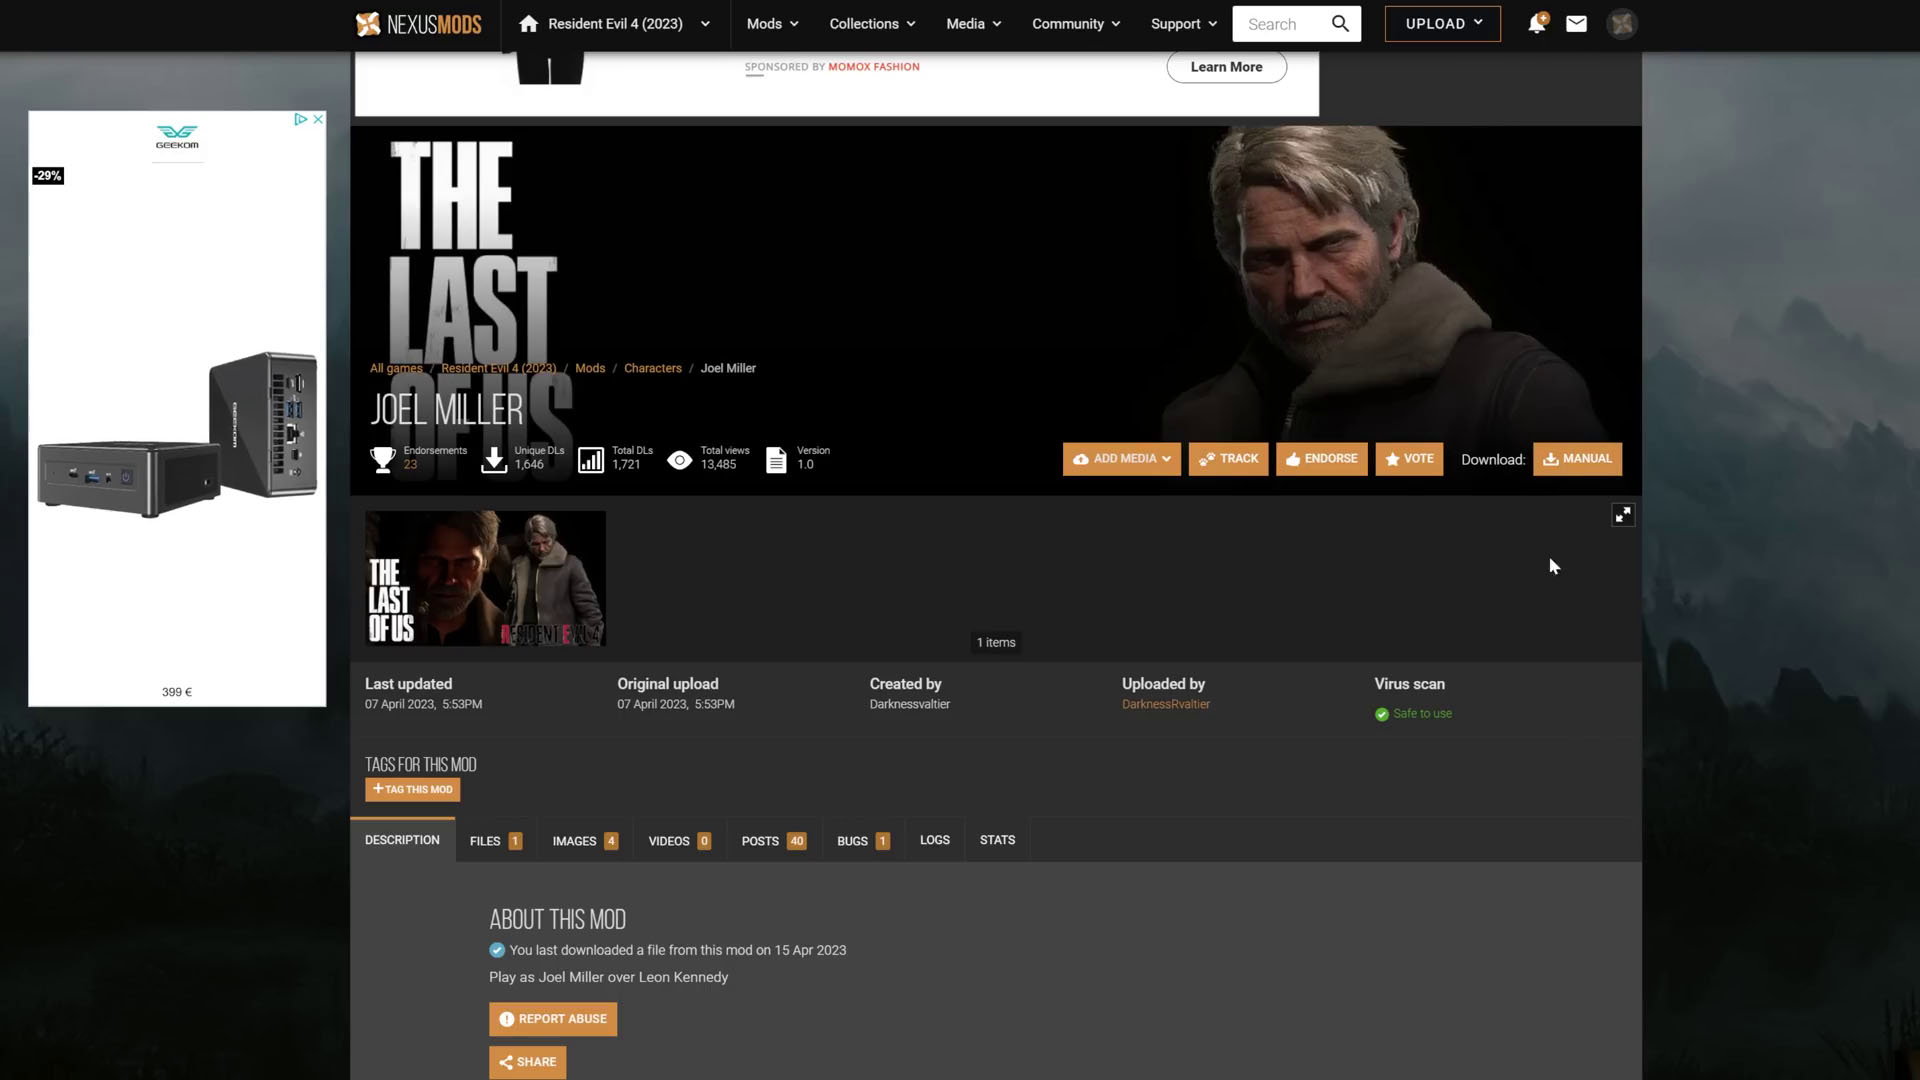 NEXUSMODS
Resident Evil 4 (2023)
Mods
Collections
Media
Community
Support
Search
UPLOAD
SPONSORED BY MOMOX FASHION
Learn More
GEEKOM
-29%
GEEKOM
399 €
THE
LAST
OF US
All games / Resident Evil 4 (2023) / Mods / Characters / Joel Miller
JOEL MILLER
Endorsements
23
Unique DLs
1,646
Total DLs
1,721
Total views
13,485
Version
1.0
ADD MEDIA
TRACK
ENDORSE
VOTE
Download:
MANUAL
THE
LAST
OF US
RESIDENT EVIL 4
1 items
Last updated
07 April 2023, 5:53PM
Original upload
07 April 2023, 5:53PM
Created by
Darknessvaltier
Uploaded by
DarknessRvaltier
Virus scan
Safe to use
TAGS FOR THIS MOD
+ TAG THIS MOD
DESCRIPTION
FILES 1
IMAGES 4
VIDEOS 0
POSTS 40
BUGS 1
LOGS
STATS
ABOUT THIS MOD
You last downloaded a file from this mod on 15 Apr 2023
Play as Joel Miller over Leon Kennedy
REPORT ABUSE
SHARE